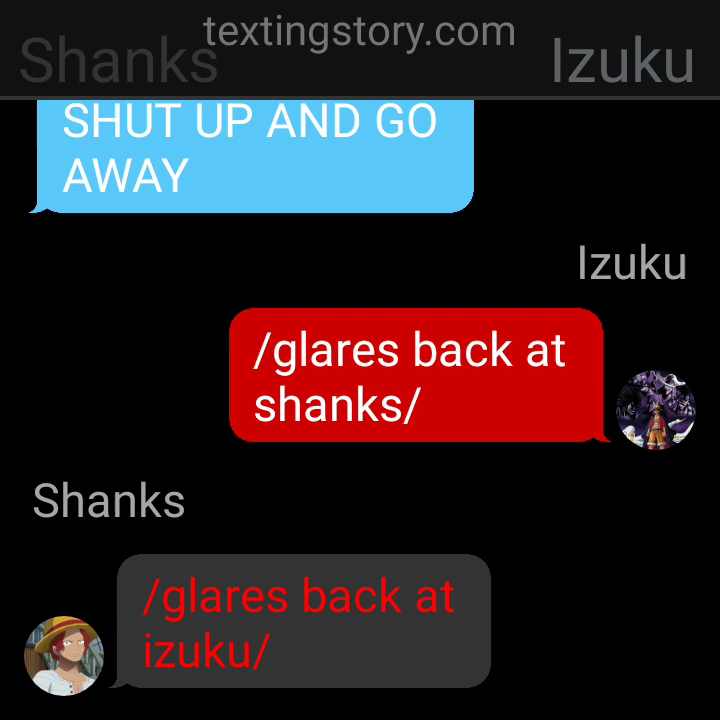 textingstory.com
Shanks
Izuku
SHUT UP AND GO
AWAY
Izuku
/glares back at
shanks/
Shanks
/glares back at
izuku/